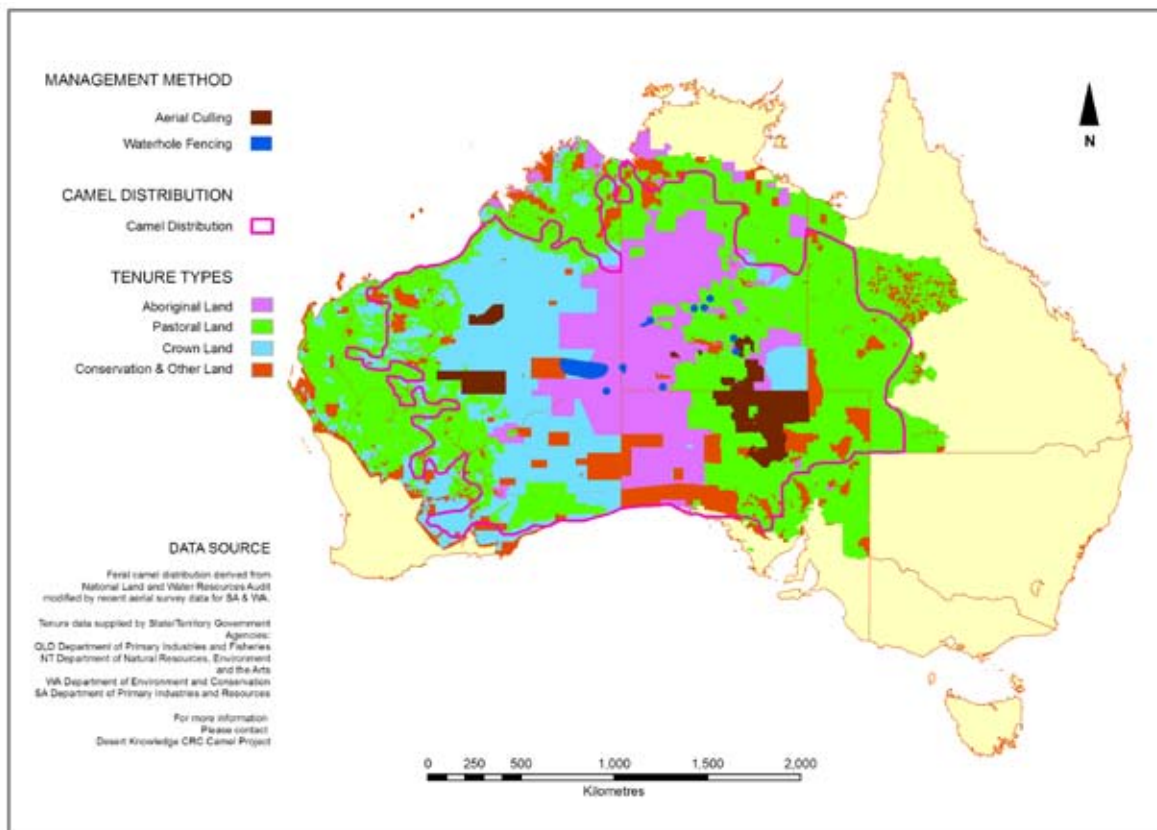 MANAGEMENT METHOD
Aerial Culling
Waterhole Fencing
CAMEL DISTRIBUTION
Camel Distribution
TENURE TYPES
Aboriginal Land
Pastoral Land
Crown Land
Conservation & Other Land
DATA SOURCE
Feral camel distribution derived from
National Land and Water Resources Audit
modified by recent aerial survey data for SA & WA.
Tenure data supplied by State/Territory Government
Agencies:
QLD Department of Primary Industries and Fisheries
NT Department of Natural Resources, Environment
and the Arts
WA Department of Environment and Conservation
SA Department of Primary Industries and Resources
For more information
Please contact
Desert Knowledge CRC Camel Project
N
0 250 500 1,000 1,500 2,000
Kilometres